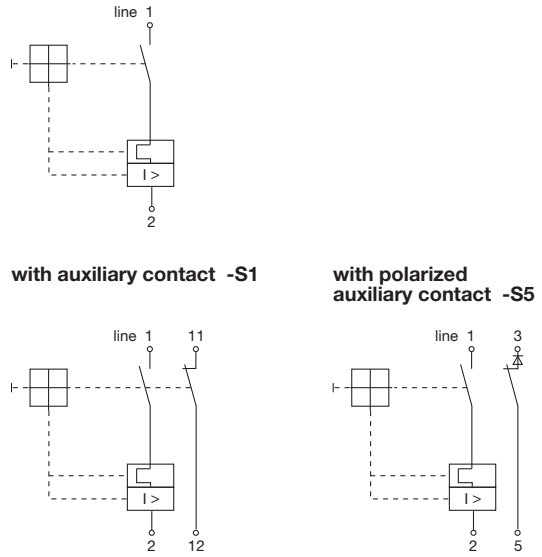 line 1
I >
2
with auxiliary contact -S1
with polarized
auxiliary contact -S5
line 1 11
I >
2 12
line 1 3
I >
2 5